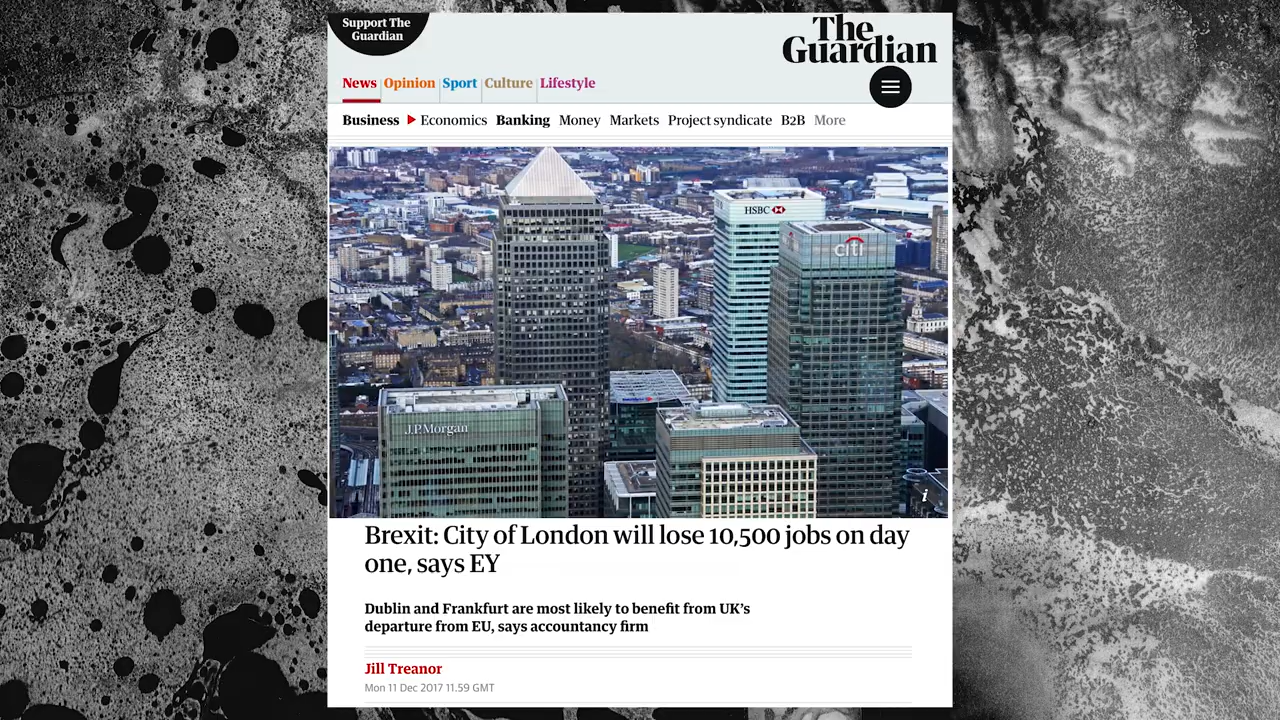 Support The
Guardian
The
Guardian
News Opinion Sport Culture Lifestyle
Business Economics Banking Money Markets Project syndicate B2B More
HSBC
citi
J.P.Morgan
i
Brexit: City of London will lose 10,500 jobs on day
one, says EY
Dublin and Frankfurt are most likely to benefit from UK’s
departure from EU, says accountancy firm
Jill Treanor
Mon 11 Dec 2017 11.59 GMT